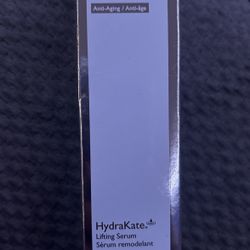 Anti-Aging / Anti-âge
HydraKate.
Lifting Serum
Sérum remodelant